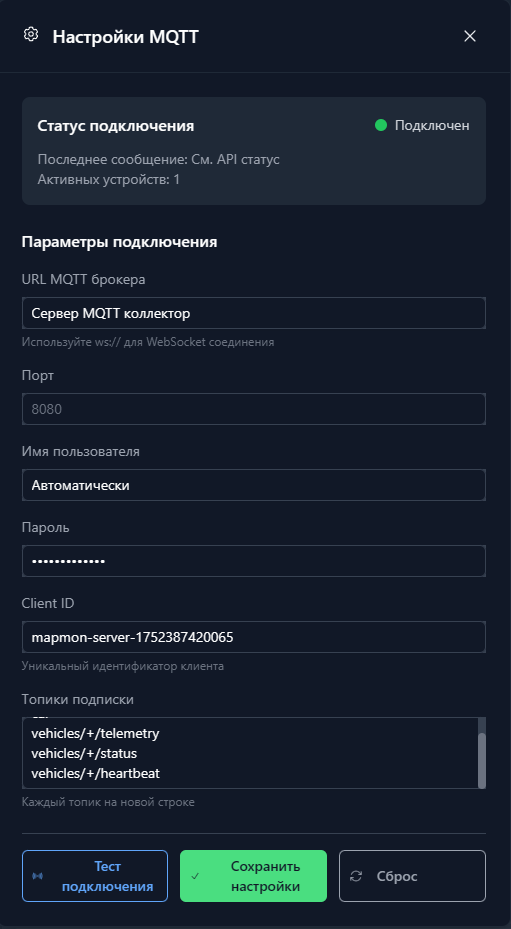 Настройки MQTT
Статус подключения
Подключен
Последнее сообщение: См. API статус
Активных устройств: 1
Параметры подключения
URL MQTT брокера
Сервер MQTT коллектор
Используйте ws:// для WebSocket соединения
Порт
8080
Имя пользователя
Автоматически
Пароль
•••••••••••••
Client ID
mapmon-server-1752387420065
Уникальный идентификатор клиента
Топики подписки
vehicles/+/telemetry
vehicles/+/status
vehicles/+/heartbeat
Каждый топик на новой строке
Тест
подключения
Сохранить
настройки
Сброс